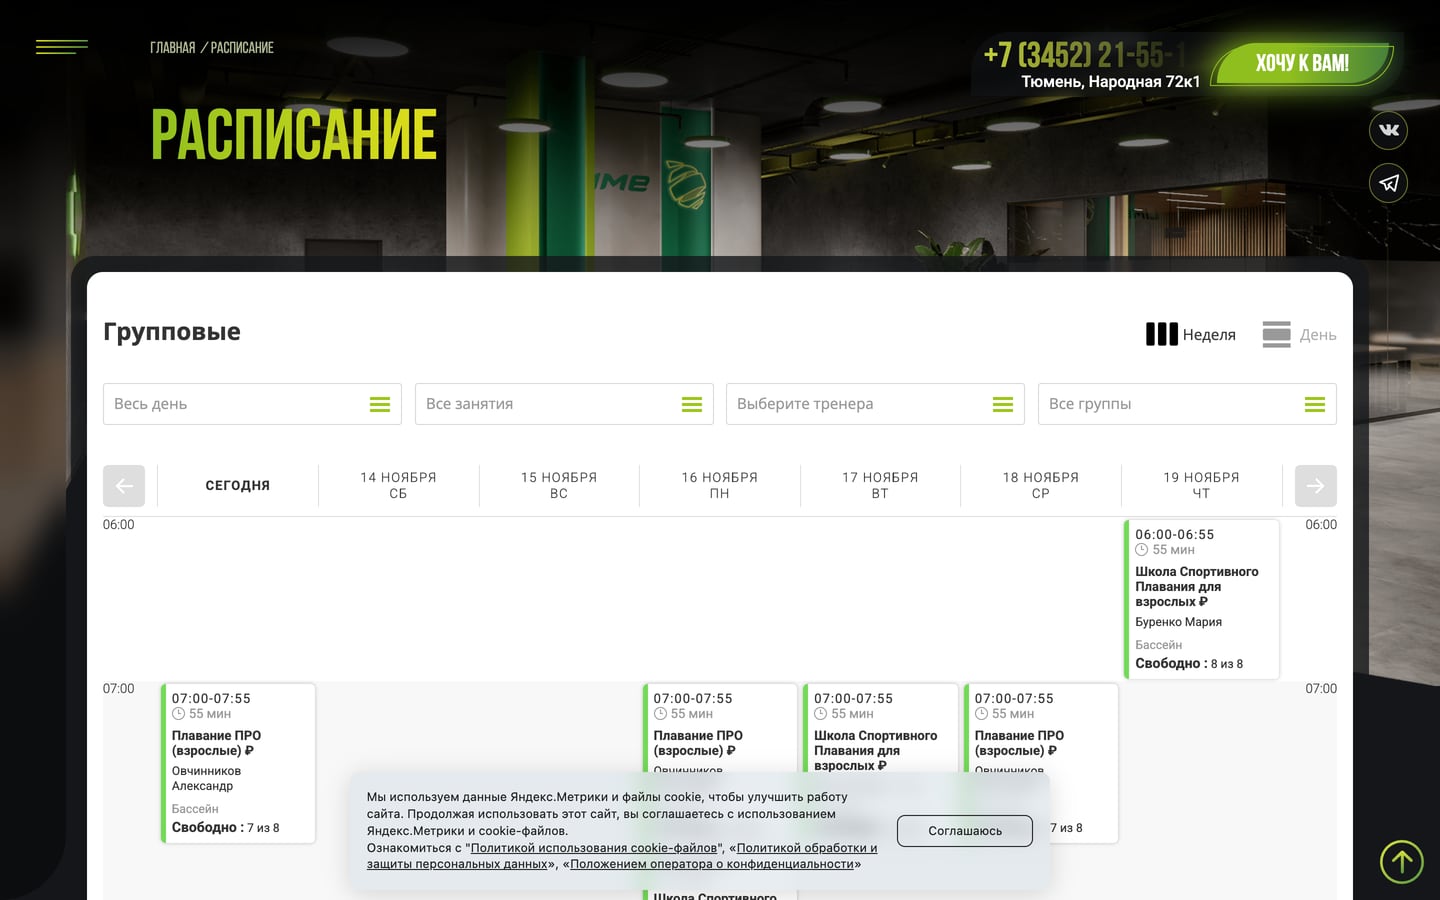 ГЛАВНАЯ / РАСПИСАНИЕ
+7 (3452) 21-55-1
Тюмень, Народная 72к1
ХОЧУ К ВАМ!
РАСПИСАНИЕ
Групповые
Неделя
День
Весь день
Все занятия
Выберите тренера
Все группы
СЕГОДНЯ
14 НОЯБРЯ
СБ
15 НОЯБРЯ
ВС
16 НОЯБРЯ
ПН
17 НОЯБРЯ
ВТ
18 НОЯБРЯ
СР
19 НОЯБРЯ
ЧТ
06:00
06:00
06:00-06:55
55 мин
Школа Спортивного
Плавания для
взрослых ₽
Буренко Мария
Бассейн
Свободно : 8 из 8
07:00
07:00
07:00-07:55
55 мин
Плавание ПРО
(взрослые) ₽
Овчинников
Александр
Бассейн
Свободно : 7 из 8
07:00-07:55
55 мин
Плавание ПРО
(взрослые) ₽
Овчинников
07:00-07:55
55 мин
Школа Спортивного
Плавания для
взрослых ₽
07:00-07:55
55 мин
Плавание ПРО
(взрослые) ₽
Овчинников
7 из 8
Мы используем данные Яндекс.Метрики и файлы cookie, чтобы улучшить работу
сайта. Продолжая использовать этот сайт, вы соглашаетесь с использованием
Яндекс.Метрики и cookie-файлов.
Ознакомиться с "Политикой использования cookie-файлов", «Политикой обработки и
защиты персональных данных», «Положением оператора о конфиденциальности»
Соглашаюсь
Школа Спортивного